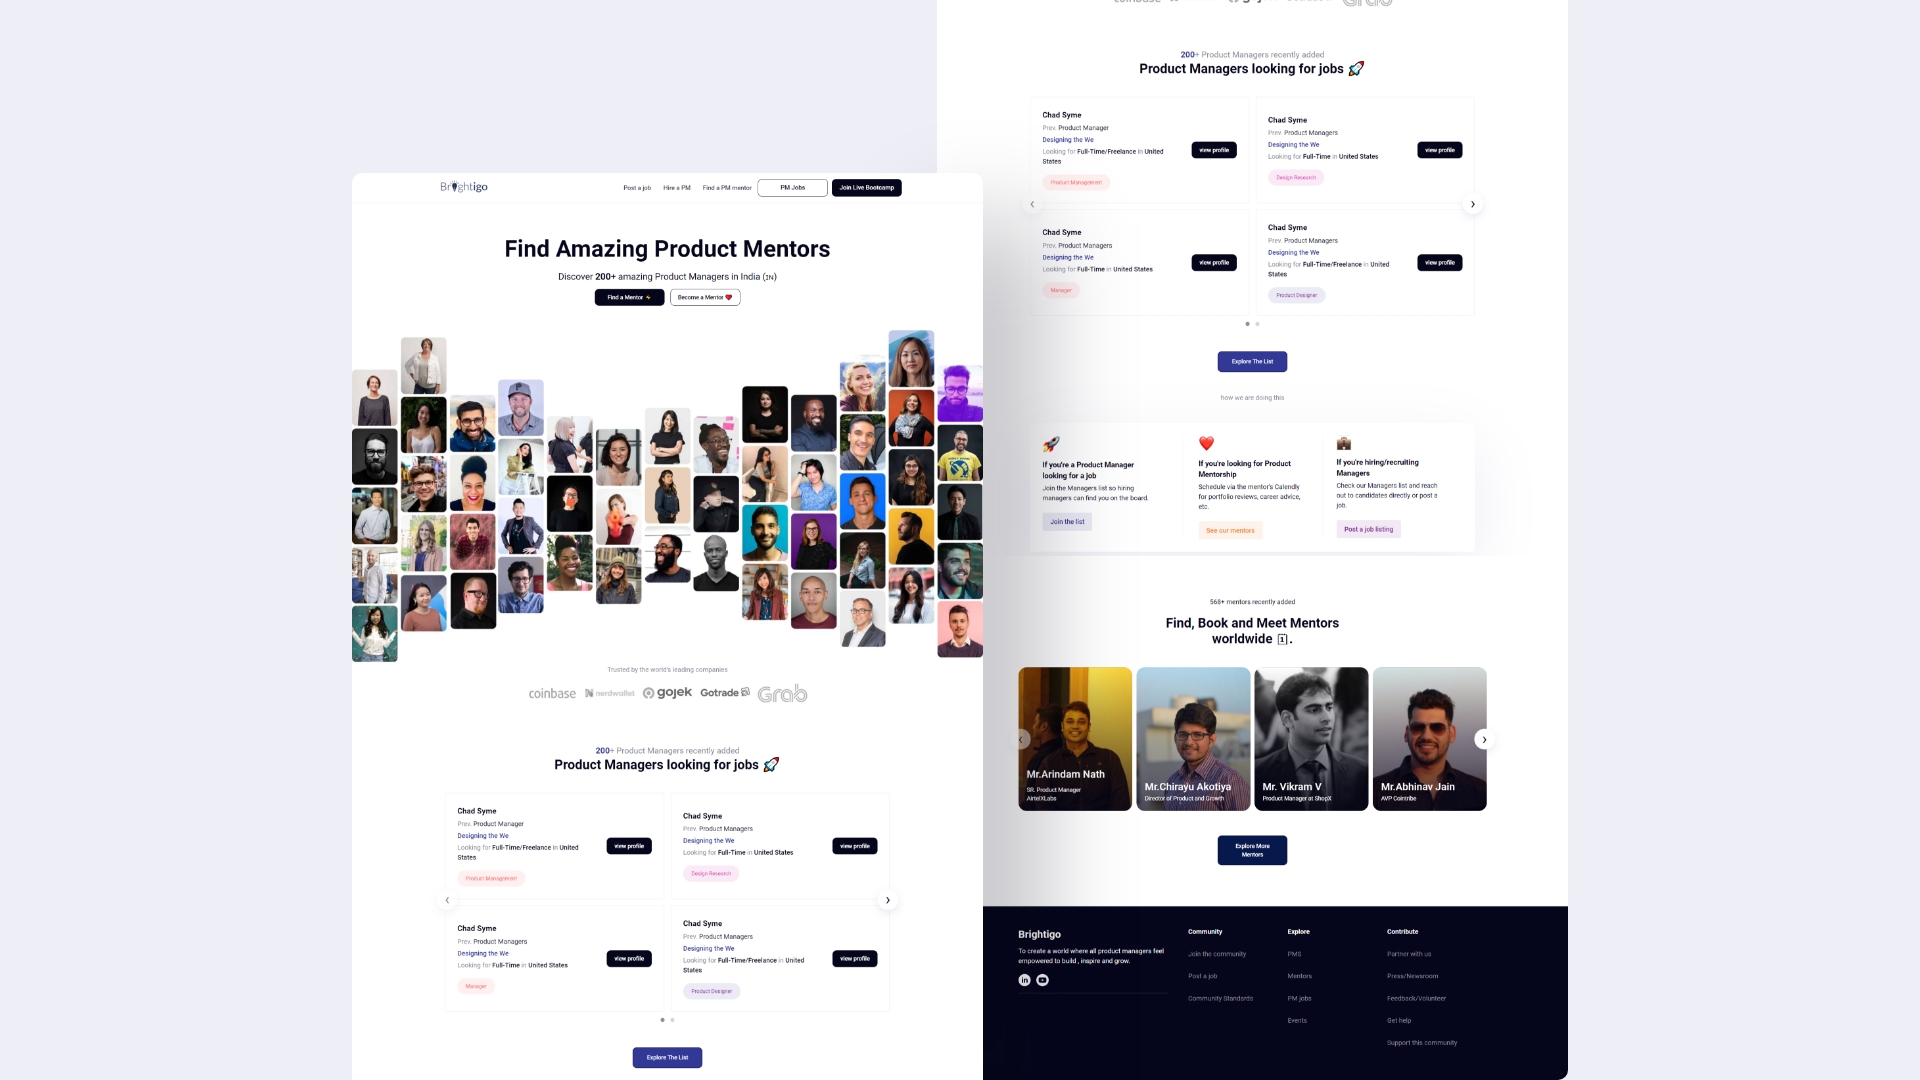 Brightigo
Post a job
Hire a PM
Find a PM mentor
PM Jobs
Join Live Bootcamp
Find Amazing Product Mentors
Discover 200+ amazing Product Managers in India (IN)
Find a Mentor
Become a Mentor
Trusted by the world's leading companies
coinbase
nerdwallet
gojek
Gotrade
Grab
200+ Product Managers recently added
Product Managers looking for jobs
Chad Syme
Prev. Product Manager
Designing the We
Looking for Full-Time/Freelance in United
States
Product Management
view profile
Chad Syme
Prev. Product Managers
Designing the We
Looking for Full-Time in United States
Design Research
view profile
Chad Syme
Prev. Product Managers
Designing the We
Looking for Full-Time in United States
Manager
view profile
Chad Syme
Prev. Product Managers
Designing the We
Looking for Full-Time/Freelance in United
States
Product Designer
view profile
Explore The List
coinbase
gojek
Grab
200+ Product Managers recently added
Product Managers looking for jobs
Chad Syme
Prev. Product Manager
Designing the We
Looking for Full-Time/Freelance in United
States
Product Management
view profile
Chad Syme
Prev. Product Managers
Designing the We
Looking for Full-Time in United States
Design Research
view profile
Chad Syme
Prev. Product Managers
Designing the We
Looking for Full-Time in United States
Manager
view profile
Chad Syme
Prev. Product Managers
Designing the We
Looking for Full-Time/Freelance in United
States
Product Designer
view profile
Explore The List
how we are doing this
If you're a Product Manager
looking for a job
Join the Managers list so hiring
managers can find you on the board.
Join the list
If you're looking for Product
Mentorship
Schedule via the mentor's Calendly
for portfolio reviews, career advice,
etc.
See our mentors
If you're hiring/recruiting
Managers
Check our Managers list and reach
out to candidates directly or post a
job.
Post a job listing
568+ mentors recently added
Find, Book and Meet Mentors
worldwide 1.
Mr.Arindam Nath
SR. Product Manager
AirtelXLabs
Mr.Chirayu Akotiya
Director of Product and Growth
Mr. Vikram V
Product Manager at ShopX
Mr.Abhinav Jain
AVP Cointribe
Explore More
Mentors
Brightigo
To create a world where all product managers feel
empowered to build , inspire and grow.
in
Community
Join the community
Post a job
Community Standards
Explore
PMS
Mentors
PM jobs
Events
Contribute
Partner with us
Press/Newsroom
Feedback/Volunteer
Get help
Support this community